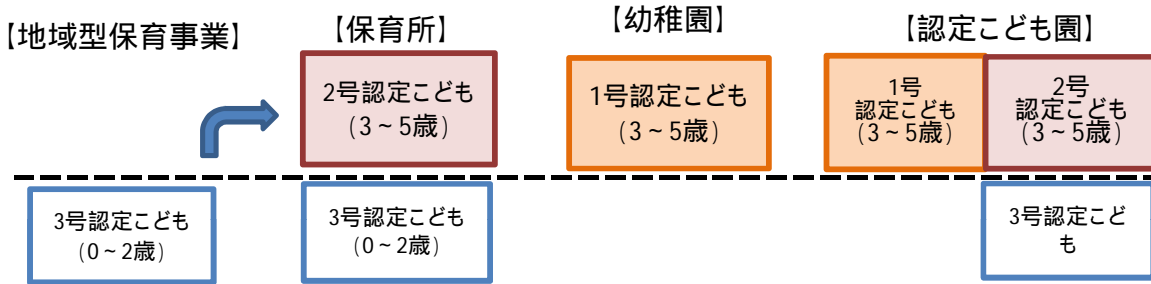 【地域型保育事業】
【保育所】
【幼稚園】
【認定こども園】
2号認定こども
(3~5歳)
1号認定こども
(3~5歳)
1号
認定こども
(3~5歳)
2号
認定こども
(3~5歳)
3号認定こども
(0~2歳)
3号認定こども
(0~2歳)
3号認定こど
も